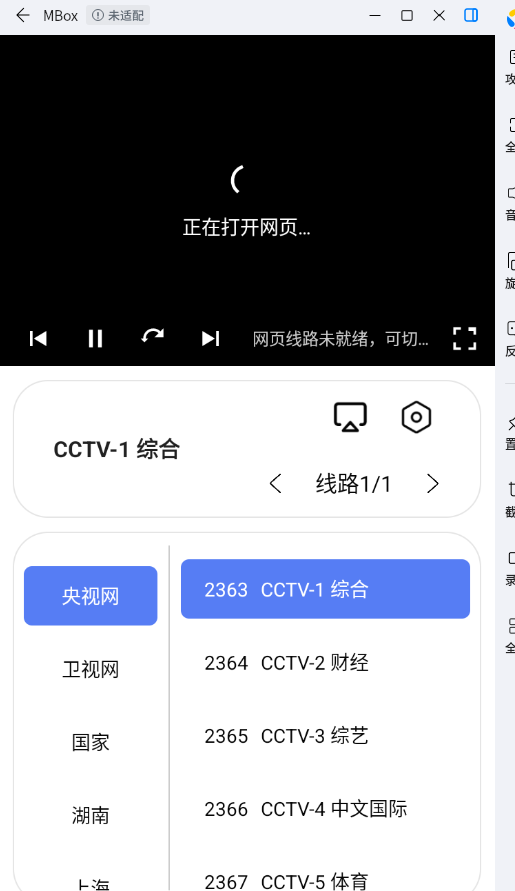 MBox 未适配
正在打开网页...
网页线路未就绪，可切...
CCTV-1 综合
线路1/1
央视网
卫视网
国家
湖南
上海
2363 CCTV-1 综合
2364 CCTV-2 财经
2365 CCTV-3 综艺
2366 CCTV-4 中文国际
2367 CCTV-5 体育
攻
全
音
旋
反
置
截
录
全